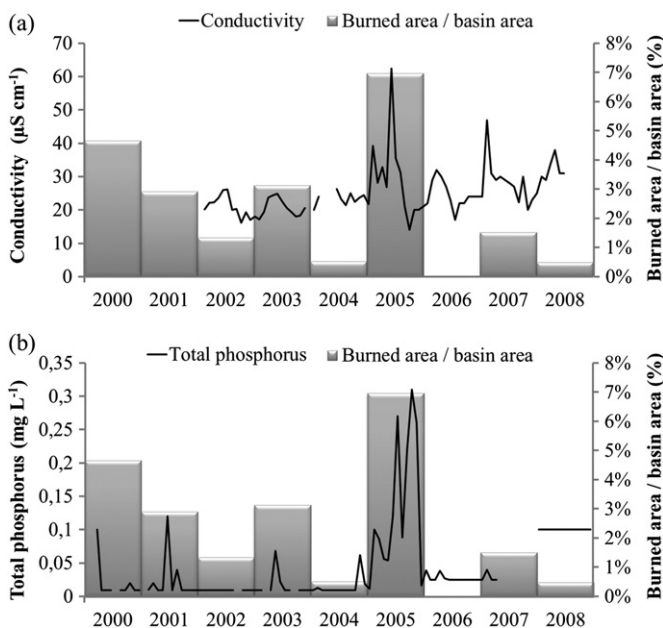 (a)
Conductivity
Burned area / basin area
Conductivity (µS cm⁻¹)
70
60
50
40
30
20
10
0
8%
7%
6%
5%
4%
3%
2%
1%
0%
Burned area / basin area (%)
2000 2001 2002 2003 2004 2005 2006 2007 2008
(b)
Total phosphorus
Burned area / basin area
Total phosphorus (mg L⁻¹)
0,35
0,3
0,25
0,2
0,15
0,1
0,05
0
8%
7%
6%
5%
4%
3%
2%
1%
0%
Burned area / basin area (%)
2000 2001 2002 2003 2004 2005 2006 2007 2008